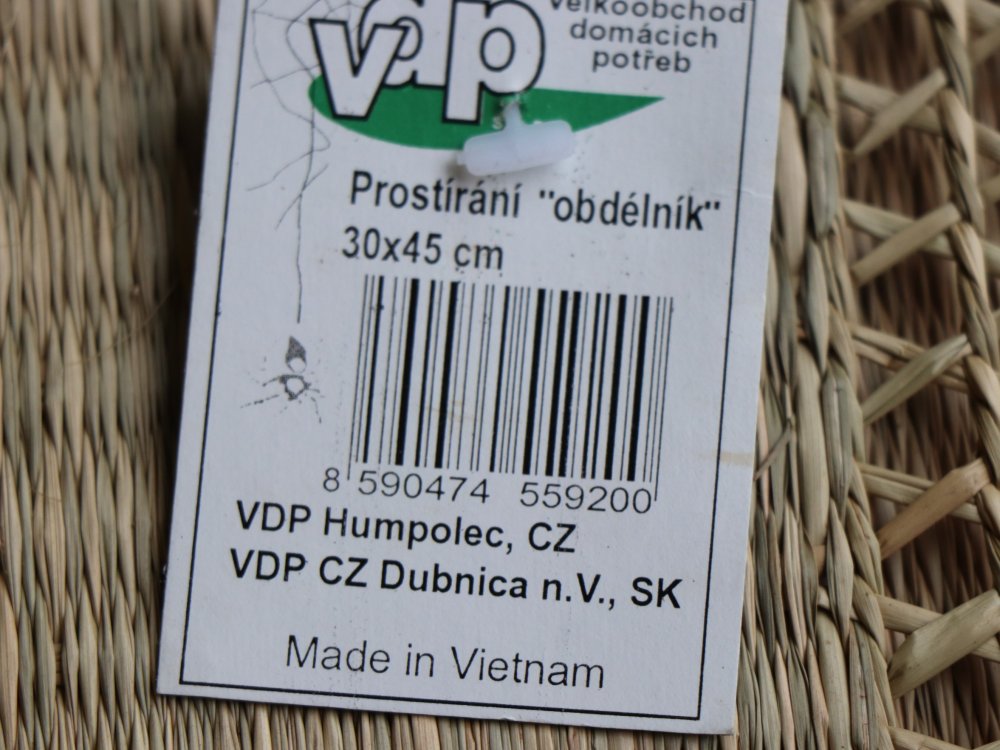 vdp
velkoobchod
domácich
potřeb
Prostírání "obdélník"
30x45 cm
8 590474 559200
VDP Humpolec, CZ
VDP CZ Dubnica n.V., SK
Made in Vietnam